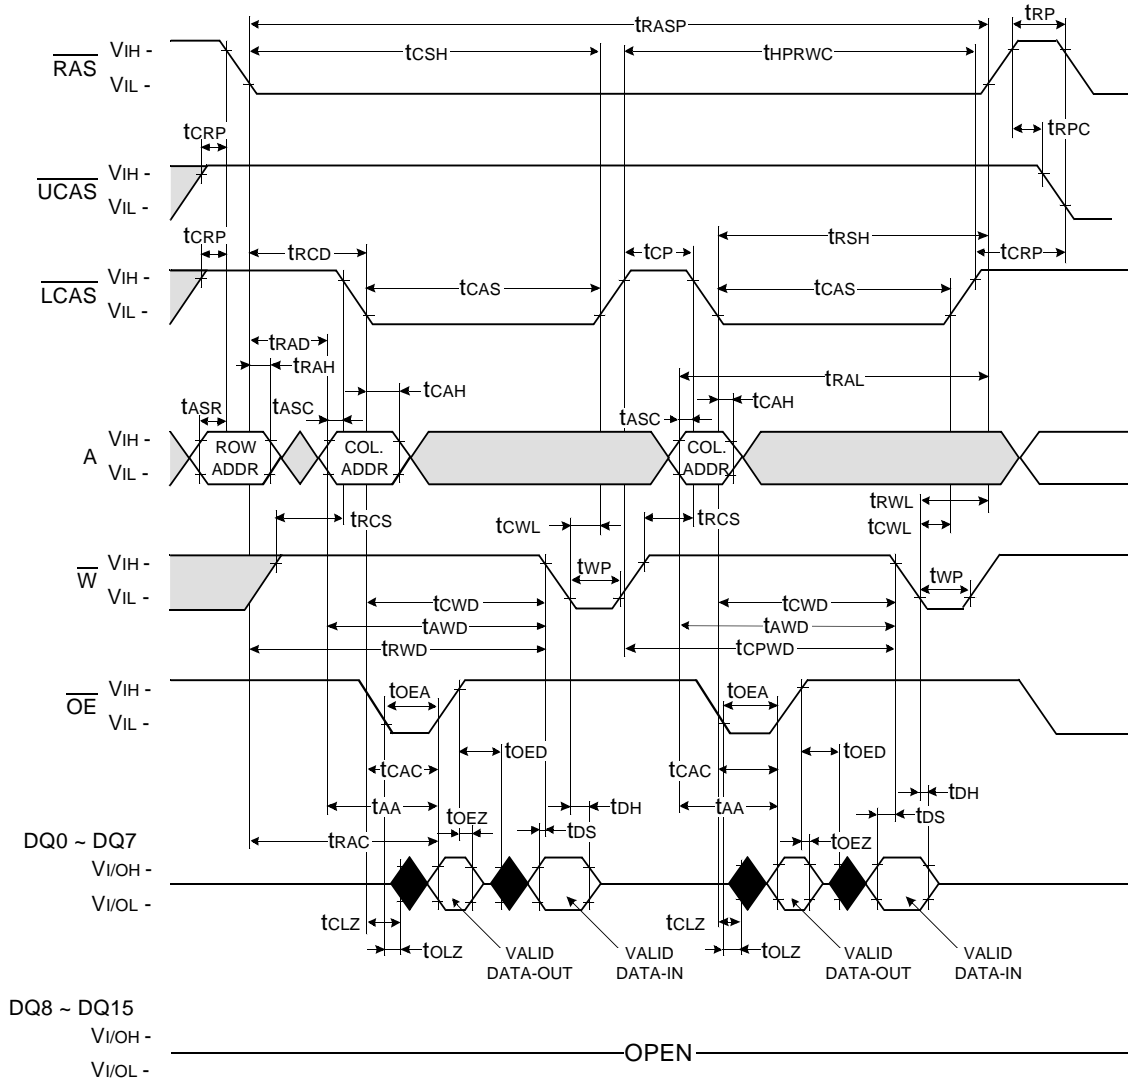 tRASP
tRP
VIH -
tCSH
tHPRWC
RAS
VIL -
tCRP
tRPC
VIH -
UCAS
VIL -
tCRP
tRCD
tCP
tRSH
tCRP
VIH -
LCAS
tCAS
tCAS
VIL -
tRAD
tRAH
tCAH
tRAL
tASR
tASC
tASC
tCAH
VIH -
A
VIL -
ROW
ADDR
COL.
ADDR
COL.
ADDR
tRCS
tCWL
tRCS
tRWL
tCWL
VIH -
W
VIL -
tWP
tWP
tCWD
tCWD
tAWD
tAWD
tRWD
tCPWD
VIH -
OE
VIL -
tOEA
tOEA
tOED
tOED
tCAC
tCAC
tAA
tDH
tAA
tDH
tOEZ
tDS
tDS
tRAC
tOEZ
DQ0 ~ DQ7
VI/OH -
VI/OL -
tCLZ
tCLZ
tOLZ
tOLZ
VALID
DATA-OUT
VALID
DATA-IN
VALID
DATA-OUT
VALID
DATA-IN
DQ8 ~ DQ15
VI/OH -
OPEN
VI/OL -